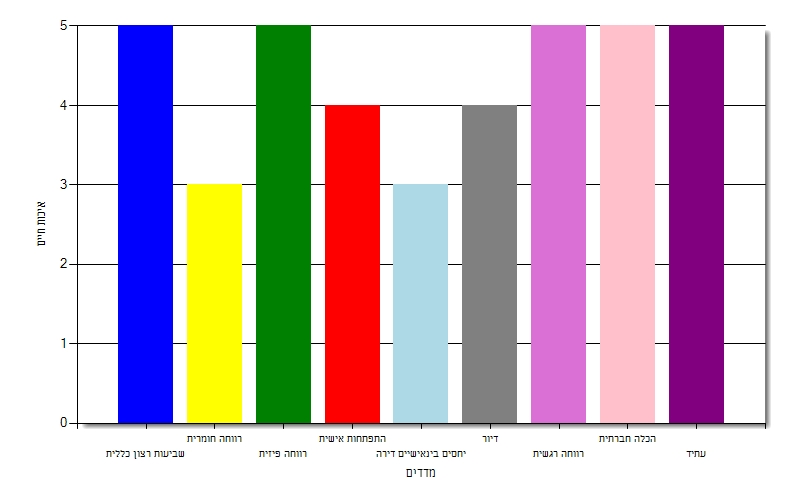 5
4
3
2
1
0
איכות חיים
שביעות רצון כללית
רווחה חומרית
רווחה פיזית
התפתחות אישית
יחסים בינאישיים דירה
דיור
רווחה רגשית
הכלה חברתית
עתיד
מדדים